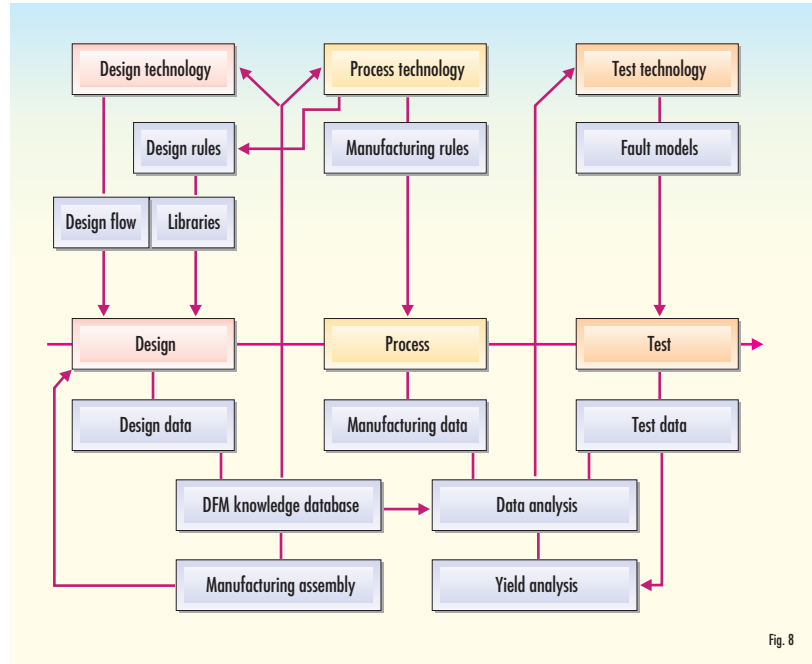 Design technology
Process technology
Test technology
Design rules
Manufacturing rules
Fault models
Design flow
Libraries
Design
Process
Test
Design data
Manufacturing data
Test data
DFM knowledge database
Data analysis
Manufacturing assembly
Yield analysis
Fig. 8